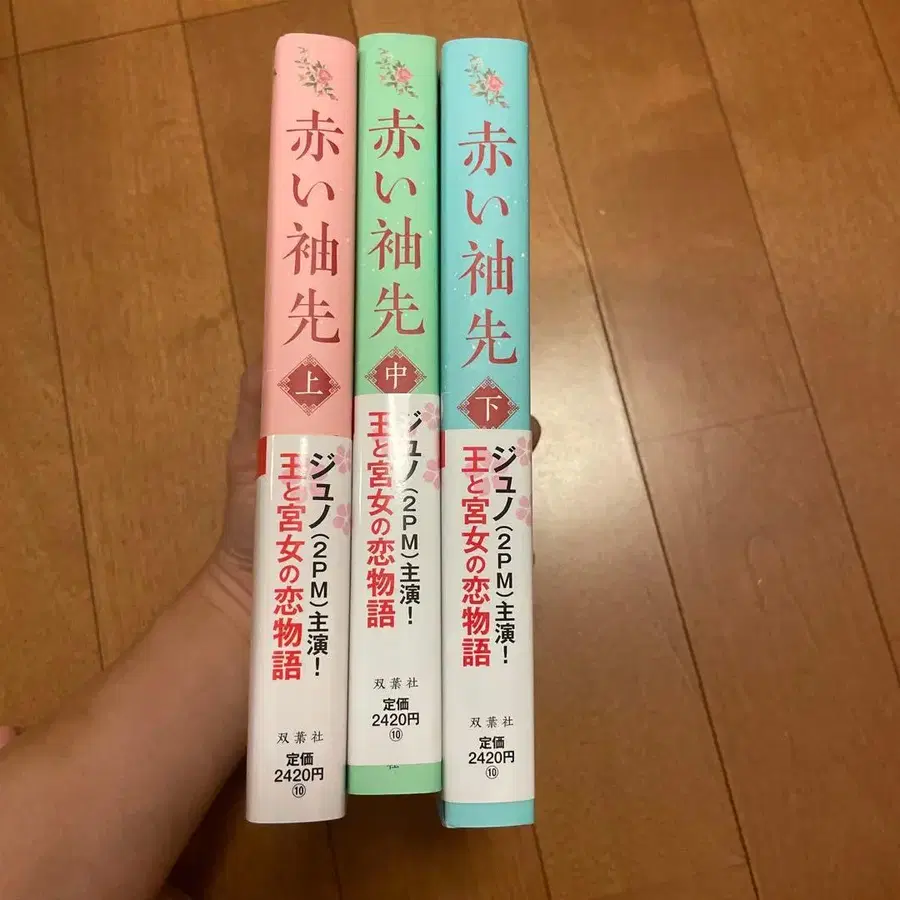 赤い袖先
上
ジュノ(2PM)主演!
王と宮女の恋物語
双葉社
定価
2420円
⑩
赤い袖先
中
ジュノ(2PM)主演!
王と宮女の恋物語
双葉社
定価
2420円
⑩
社
赤い袖先
下
ジュノ(2PM)主演!
王と宮女の恋物語
双葉社
定価
2420円
⑩